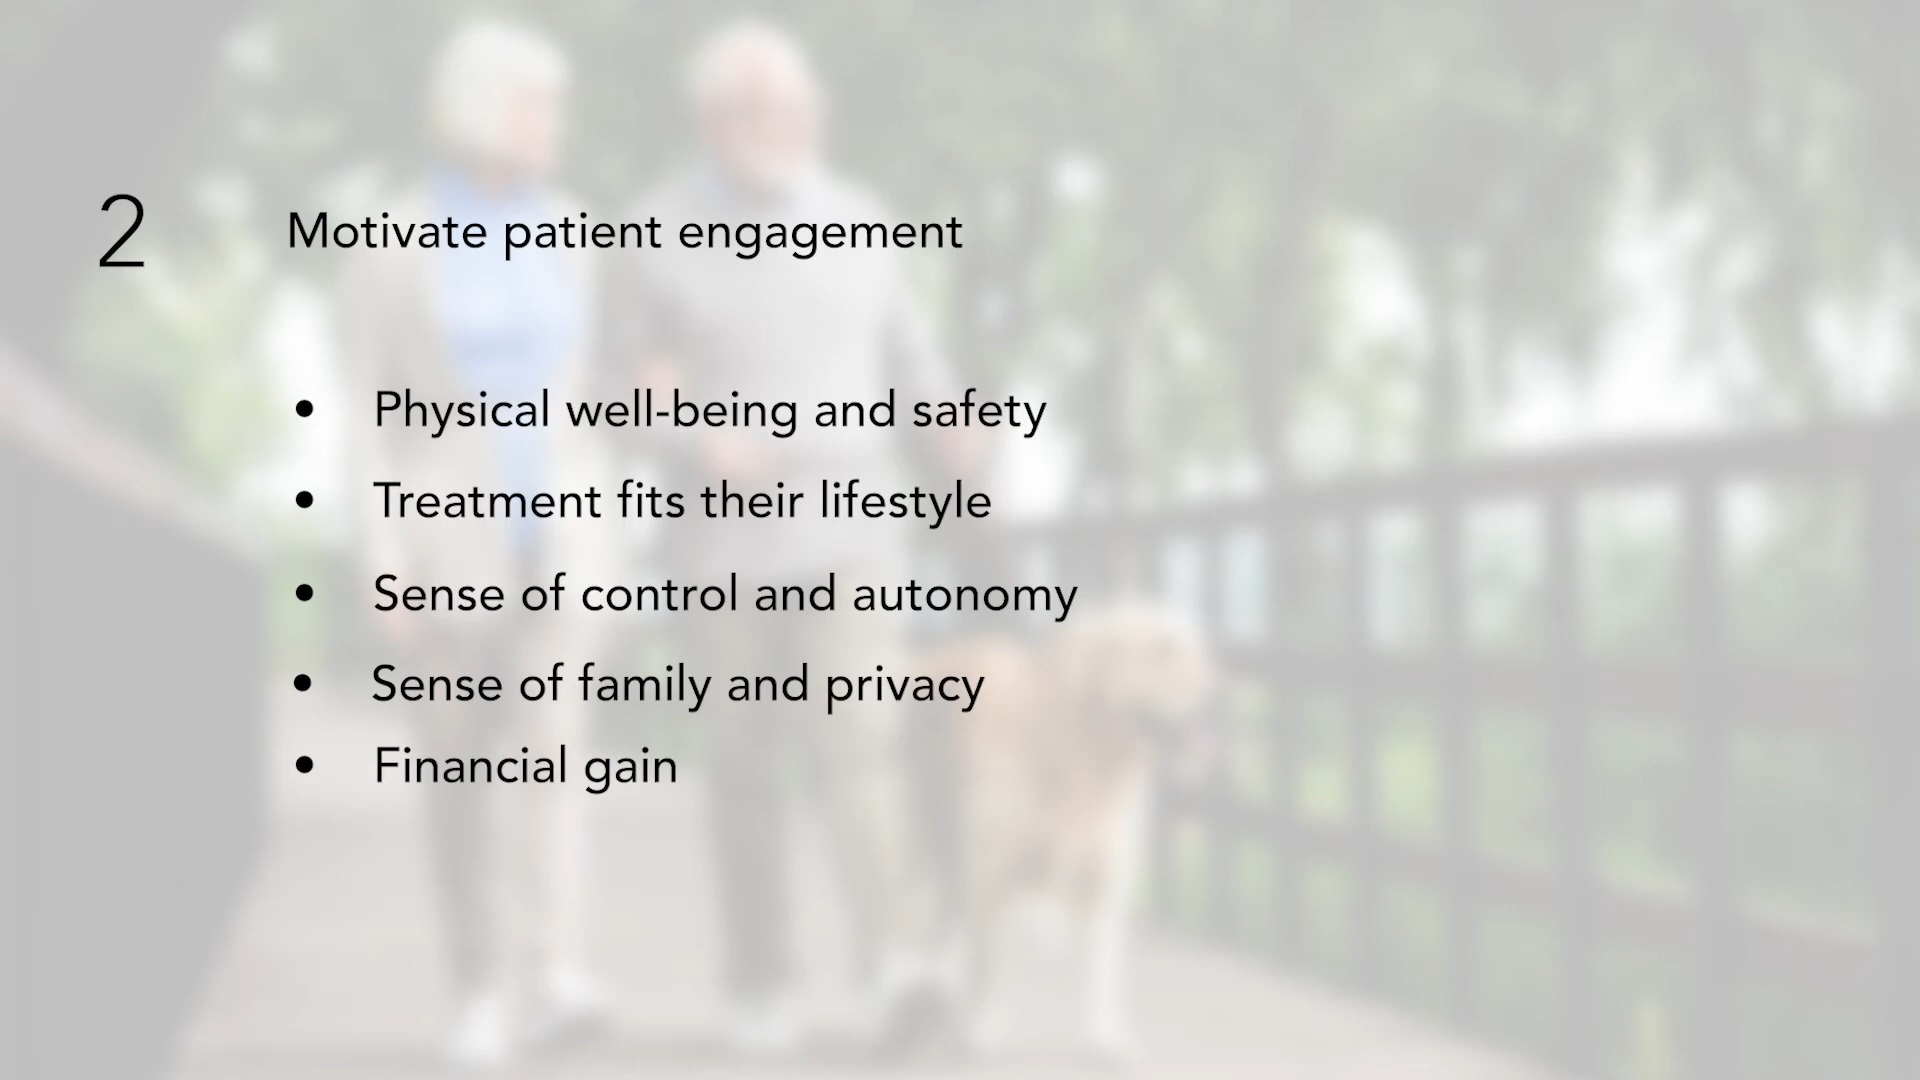 2 Motivate patient engagement
• Physical well-being and safety
• Treatment fits their lifestyle
• Sense of control and autonomy
• Sense of family and privacy
• Financial gain